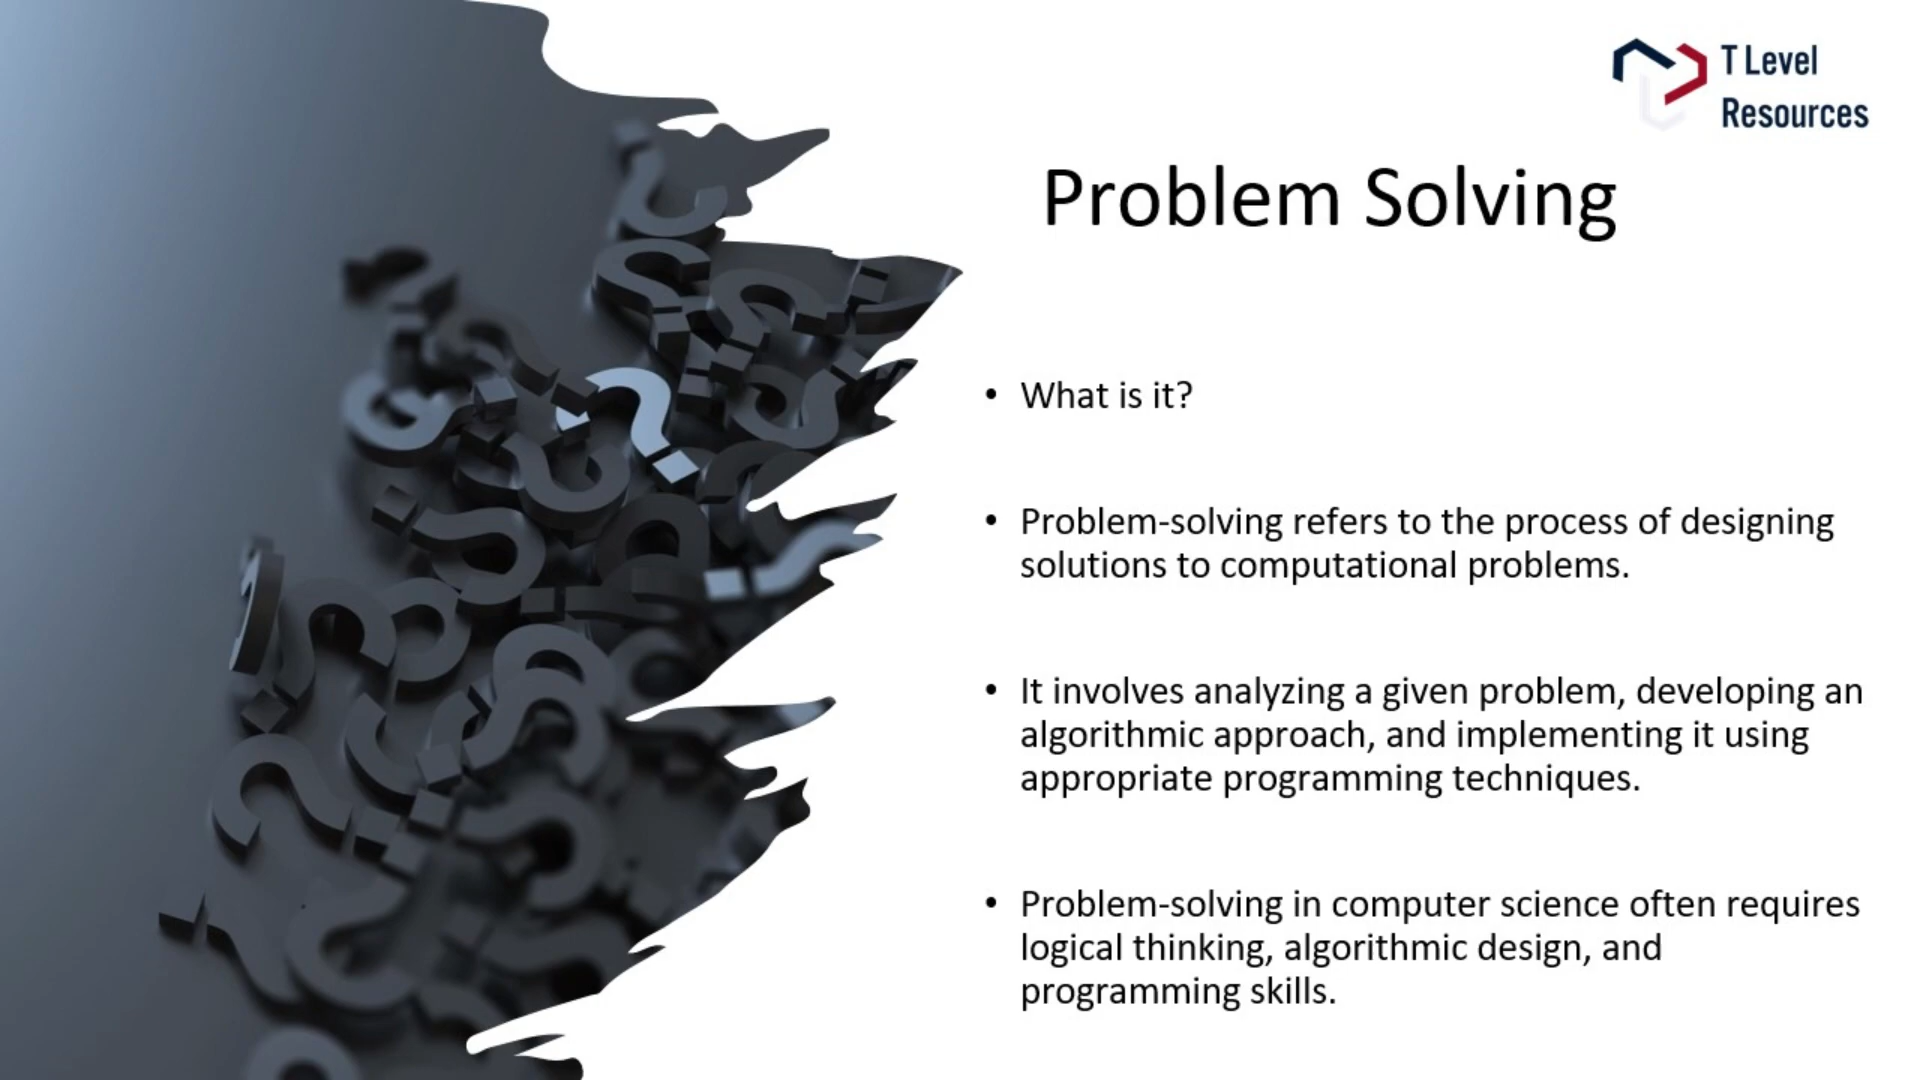 T Level
Resources
Problem Solving
• What is it?
• Problem-solving refers to the process of designing
solutions to computational problems.
• It involves analyzing a given problem, developing an
algorithmic approach, and implementing it using
appropriate programming techniques.
• Problem-solving in computer science often requires
logical thinking, algorithmic design, and
programming skills.